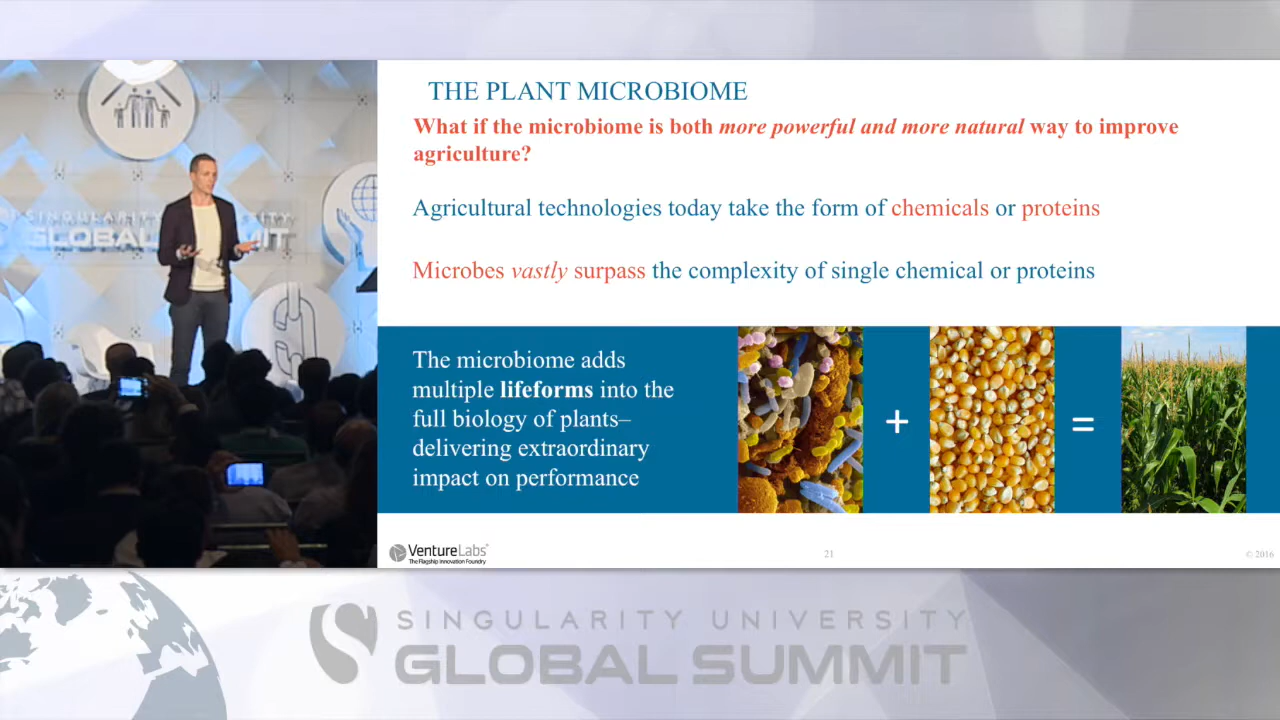 THE PLANT MICROBIOME
What if the microbiome is both more powerful and more natural way to improve
agriculture?
Agricultural technologies today take the form of chemicals or proteins
Microbes vastly surpass the complexity of single chemical or proteins
The microbiome adds
multiple lifeforms into the
full biology of plants–
delivering extraordinary
impact on performance
+
=
VentureLabs
The Flagship Innovation Foundry
21
© 2016
SINGULARITY
GLOBAL
SINGULARITY UNIVERSITY
GLOBAL SUMMIT